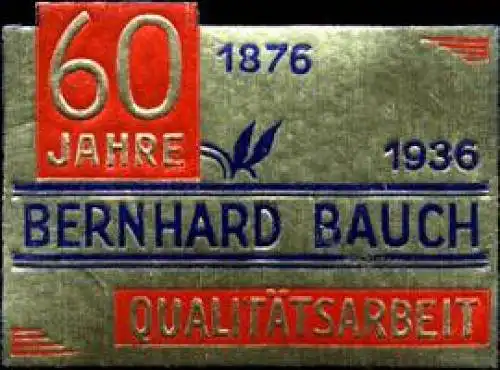 60
JAHRE
1876
1936
BERNHARD BAUCH
QUALITÄTSARBEIT